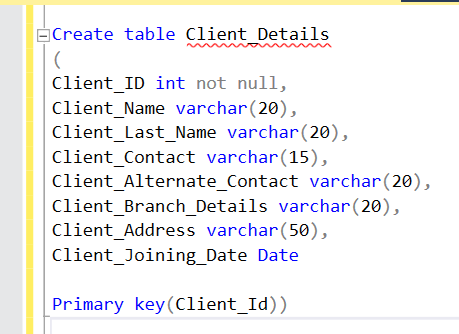 Create table Client_Details
(
Client_ID int not null,
Client_Name varchar(20),
Client_Last_Name varchar(20),
Client_Contact varchar(15),
Client_Alternate_Contact varchar(20),
Client_Branch_Details varchar(20),
Client_Address varchar(50),
Client_Joining_Date Date
Primary key(Client_Id))